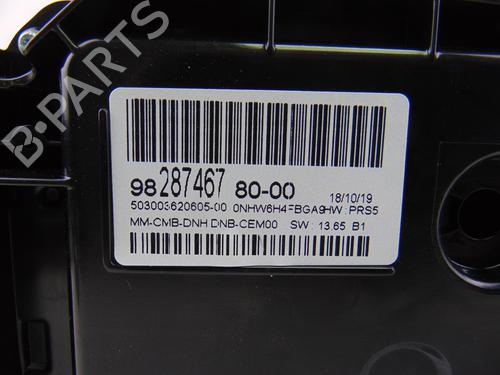 B-PARTS
98 287467 80-00
18/10/19
503003620605-00 0NHW6H4FBGA9HW : PRS5
MM-CMB-DNH DNB-CEM00 SW : 13.65 B1